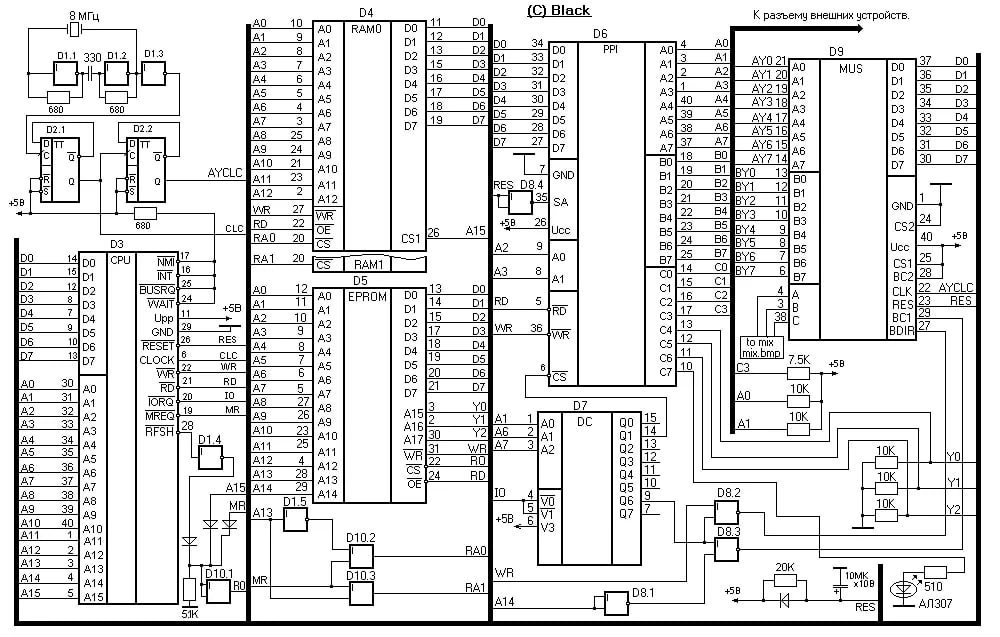 (C) Black
К разъему внешних устройств.
8 МГц
D1.1 330 D1.2 D1.3
680 680
D2.1 D2.2
D TT Q
C Q
R
S
D TT Q
C Q
R
S
+5В
680
AYCLC
CLC
D3
CPU
D0 14 D0
D1 15 D1
D2 12 D2
D3 8 D3
D4 7 D4
D5 9 D5
D6 10 D6
D7 13 D7
A0 30 A0
A1 31 A1
A2 32 A2
A3 33 A3
A4 34 A4
A5 35 A5
A6 36 A6
A7 37 A7
A8 38 A8
A9 39 A9
A10 40 A10
A11 1 A11
A12 2 A12
A13 3 A13
A14 4 A14
A15 5 A15
NMI 17
INT 16
BUSRQ 25
WAIT 24
Upp 11 +5В
GND 29
RESET 26 RES
CLOCK 6 CLC
WR 22 WR
RD 21 RD
IORQ 20 IO
MREQ 19 MR
RFSH 28
D1.4
A15
MR
51K
D10.1
R0
D4
RAM0
A0 10 A0
A1 9 A1
A2 8 A2
A3 7 A3
A4 6 A4
A5 5 A5
A6 4 A6
A7 3 A7
A8 25 A8
A9 24 A9
A10 21 A10
A11 23 A11
A12 2 A12
WR 27 WR
RD 22 OE
RA0 20 CS
D0 11 D0
D1 12 D1
D2 13 D2
D3 15 D3
D4 16 D4
D5 17 D5
D6 18 D6
D7 19 D7
CS1 26 A15
RA1 20 CS RAM1
D5
EPROM
A0 12 A0
A1 11 A1
A2 10 A2
A3 9 A3
A4 8 A4
A5 7 A5
A6 6 A6
A7 5 A7
A8 27 A8
A9 26 A9
A10 23 A10
A11 25 A11
A12 4 A12
A13 28 A13
A14 29 A14
D0 13 D0
D1 14 D1
D2 15 D2
D3 17 D3
D4 18 D4
D5 19 D5
D6 20 D6
D7 21 D7
A15 3 Y0
A16 2 Y1
A17 30 Y2
WR 31 WR
CS 22 R0
OE 24 RD
A13 D1.5
D10.2 RA0
MR D10.3 RA1
D6
PPI
D0 34 D0
D1 33 D1
D2 32 D2
D3 31 D3
D4 30 D4
D5 29 D5
D6 28 D6
D7 27 D7
7 GND
RES D8.4 35 SA
+5В 26 Ucc
A2 9 A0
A3 8 A1
RD 5 RD
WR 36 WR
6 CS
A0 4 A0
A1 3 A1
A2 2 A2
A3 1 A3
A4 40 A4
A5 39 A5
A6 38 A6
A7 37 A7
B0 18 B0
B1 19 B1
B2 20 B2
B3 21 B3
B4 22 B4
B5 23 B5
B6 24 B6
B7 25 B7
C0 14 C0
C1 15 C1
C2 16 C2
C3 17 C3
C4 13
C5 12
C6 11
C7 10
D7
DC
A1 1 A0
A6 2 A1
A7 3 A2
IO 4 V0
5 V1
+5В 6 V3
Q0 15
Q1 14
Q2 13
Q3 12
Q4 11
Q5 10
Q6 9
Q7 7
D8.2
D8.3
WR
A14 D8.1
D9
MUS
AY0 21 A0
AY1 20 A1
AY2 19 A2
AY3 18 A3
AY4 17 A4
AY5 16 A5
AY6 15 A6
AY7 14 A7
BY0 13 B0
BY1 12 B1
BY2 11 B2
BY3 10 B3
BY4 9 B4
BY5 8 B5
BY6 7 B6
BY7 6 B7
4 A
3 B
38 C
to mix
mix.bmp
D0 37 D0
D1 36 D1
D2 35 D2
D3 34 D3
D4 33 D4
D5 32 D5
D6 31 D6
D7 30 D7
GND 1
CS2 24
Ucc 40 +5В
CS1 25
BC2 28
CLK 22 AYCLC
RES 23 RES
BC1 29
BDIR 27
C3 7.5K +5В
A0 10K
A1 10K
10K Y0
10K Y1
10K Y2
20K
+5В
10МК x10В
RES
510
АЛ307